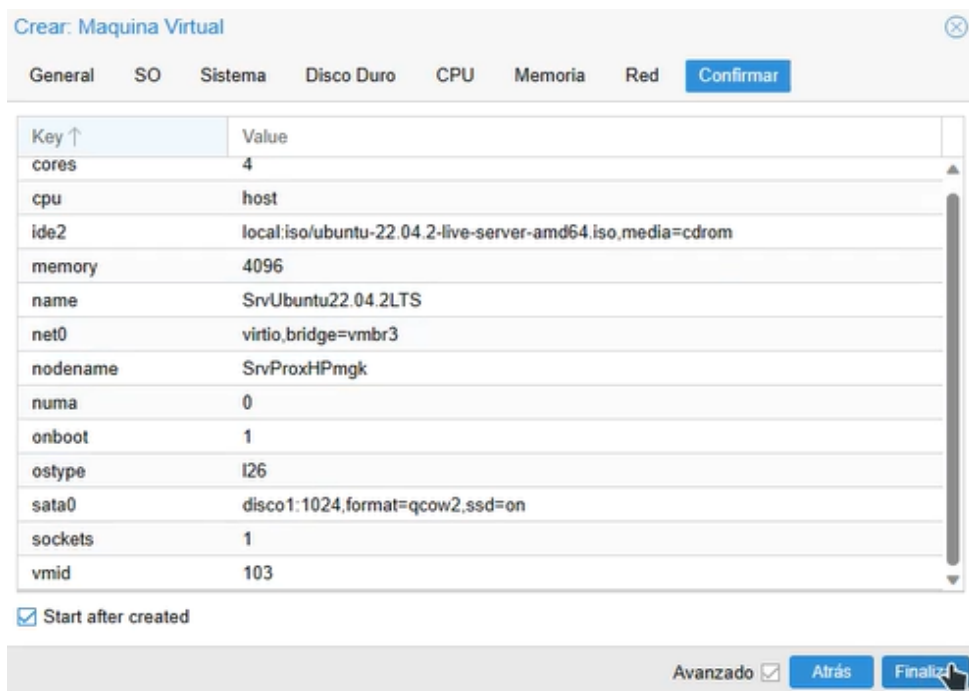 Crear: Maquina Virtual
General SO Sistema Disco Duro CPU Memoria Red Confirmar
Key Value
cores 4
cpu host
ide2 local:iso/ubuntu-22.04.2-live-server-amd64.iso,media=cdrom
memory 4096
name SrvUbuntu22.04.2LTS
net0 virtio,bridge=vmbr3
nodename SrvProxHPmgk
numa 0
onboot 1
ostype l26
sata0 disco1:1024,format=qcow2,ssd=on
sockets 1
vmid 103
Start after created
Avanzado Atrás